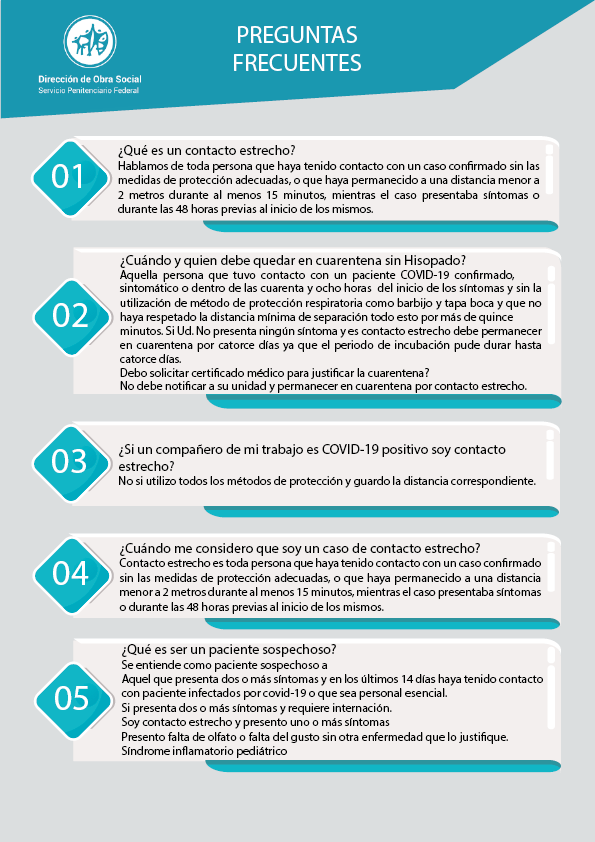 PREGUNTAS
FRECUENTES
Dirección de Obra Social
Servicio Penitenciario Federal
01
¿Qué es un contacto estrecho?
Hablamos de toda persona que haya tenido contacto con un caso confirmado sin las
medidas de protección adecuadas, o que haya permanecido a una distancia menor a
2 metros durante al menos 15 minutos, mientras el caso presentaba síntomas o
durante las 48 horas previas al inicio de los mismos.
02
¿Cuándo y quien debe quedar en cuarentena sin Hisopado?
Aquella persona que tuvo contacto con un paciente COVID-19 confirmado,
sintomático o dentro de las cuarenta y ocho horas del inicio de los síntomas y sin la
utilización de método de protección respiratoria como barbijo y tapa boca y que no
haya respetado la distancia mínima de separación todo esto por más de quince
minutos. Si Ud. No presenta ningún síntoma y es contacto estrecho debe permanecer
en cuarentena por catorce días ya que el periodo de incubación pude durar hasta
catorce días.
Debo solicitar certificado médico para justificar la cuarentena?
No debe notificar a su unidad y permanecer en cuarentena por contacto estrecho.
03
¿Si un compañero de mi trabajo es COVID-19 positivo soy contacto
estrecho?
No si utilizo todos los métodos de protección y guardo la distancia correspondiente.
04
¿Cuándo me considero que soy un caso de contacto estrecho?
Contacto estrecho es toda persona que haya tenido contacto con un caso confirmado
sin las medidas de protección adecuadas, o que haya permanecido a una distancia
menor a 2 metros durante al menos 15 minutos, mientras el caso presentaba síntomas
o durante las 48 horas previas al inicio de los mismos.
05
¿Qué es ser un paciente sospechoso?
Se entiende como paciente sospechoso a
Aquel que presenta dos o más síntomas y en los últimos 14 días haya tenido contacto
con paciente infectados por covid-19 o que sea personal esencial.
Si presenta dos o más síntomas y requiere internación.
Soy contacto estrecho y presento uno o más síntomas
Presento falta de olfato o falta del gusto sin otra enfermedad que lo justifique.
Síndrome inflamatorio pediátrico